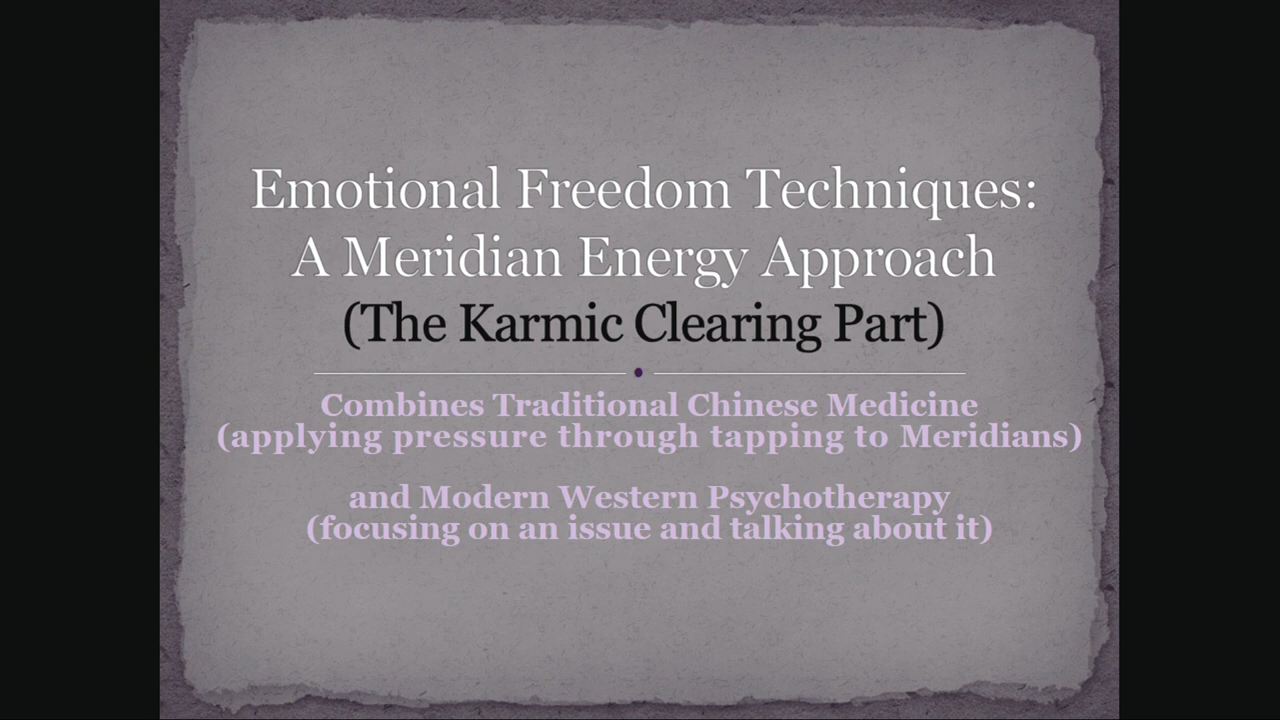 Emotional Freedom Techniques:
A Meridian Energy Approach
(The Karmic Clearing Part)
Combines Traditional Chinese Medicine
(applying pressure through tapping to Meridians)
and Modern Western Psychotherapy
(focusing on an issue and talking about it)